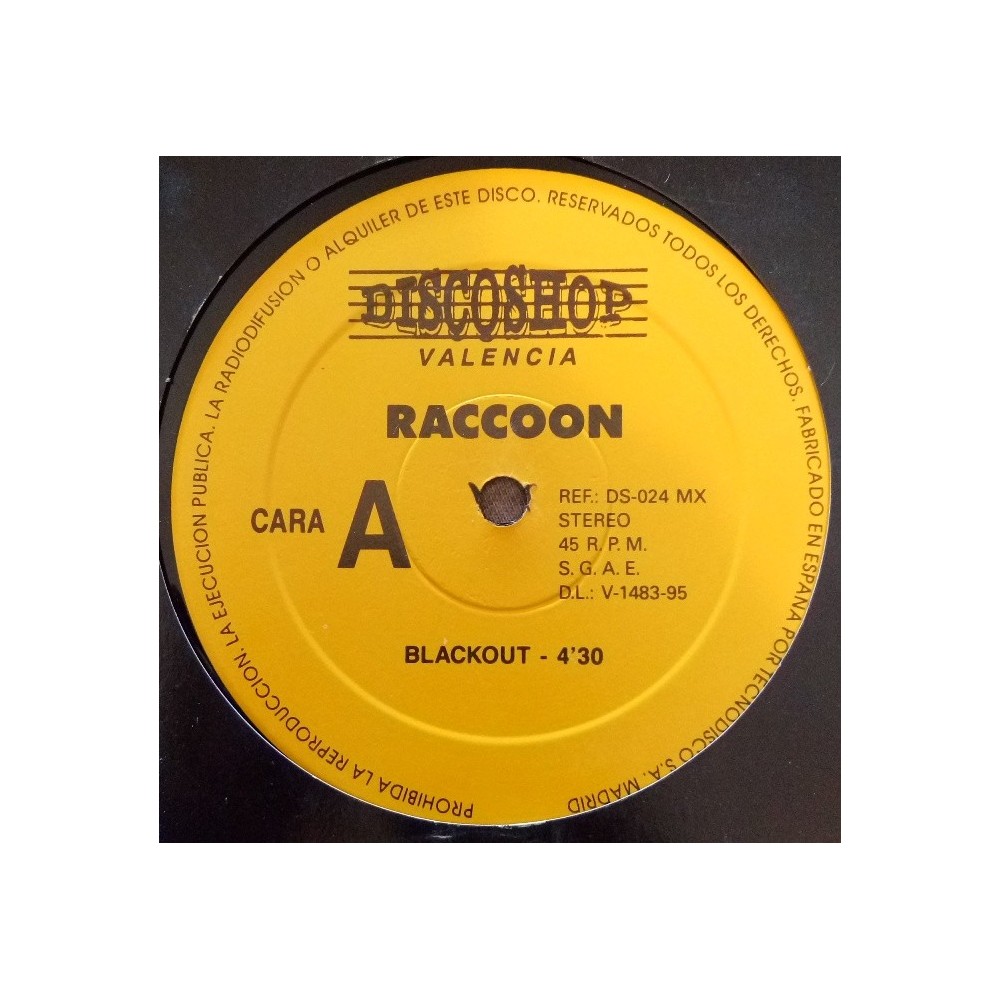 PROHIBIDA LA REPRODUCCION. LA EJECUCION PUBLICA. LA RADIODIFUSION O ALQUILER DE ESTE DISCO. RESERVADOS TODOS LOS DERECHOS. FABRICADO EN ESPANA POR TECNODISCO S.A. MADRID
DISCOSHOP
VALENCIA
RACCOON
CARA A
REF.: DS-024 MX
STEREO
45 R. P. M.
S. G. A. E.
D.L.: V-1483-95
BLACKOUT - 4'30